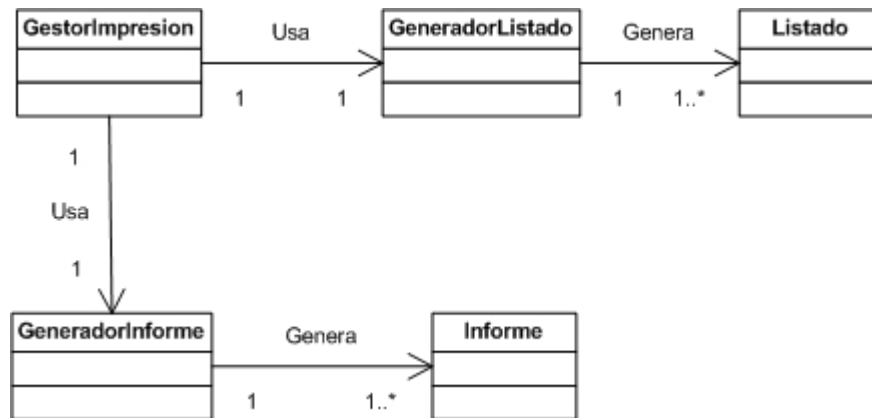 GestorImpresion
Usa
GeneradorListado
Genera
Listado
1
1
1
1..*
1
Usa
1
GeneradorInforme
Genera
Informe
1
1..*